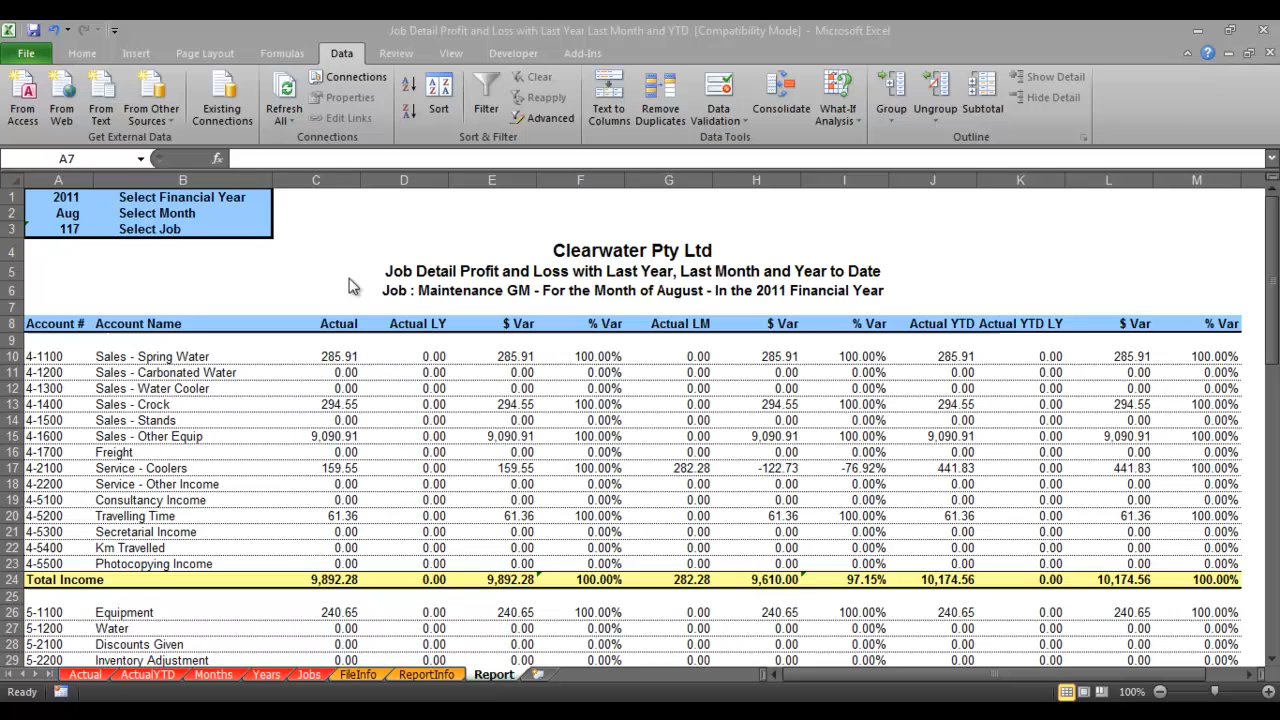 Job Detail Profit and Loss with Last Year Last Month and YTD [Compatibility Mode] - Microsoft Excel
File Home Insert Page Layout Formulas Data Review View Developer Add-Ins
From Access From Web From Text From Other Sources Existing Connections Refresh All Connections Properties Edit Links Sort Filter Clear Reapply Advanced Text to Columns Remove Duplicates Data Validation Consolidate What-If Analysis Group Ungroup Subtotal Show Detail Hide Detail
Get External Data Connections Sort & Filter Data Tools Outline
A7 fx
A B C D E F G H I J K L M
1 2011 Select Financial Year
2 Aug Select Month
3 117 Select Job
4 Clearwater Pty Ltd
5 Job Detail Profit and Loss with Last Year, Last Month and Year to Date
6 Job : Maintenance GM - For the Month of August - In the 2011 Financial Year
7
8 Account # Account Name Actual Actual LY $ Var % Var Actual LM $ Var % Var Actual YTD Actual YTD LY $ Var % Var
9
10 4-1100 Sales - Spring Water 285.91 0.00 285.91 100.00% 0.00 285.91 100.00% 285.91 0.00 285.91 100.00%
11 4-1200 Sales - Carbonated Water 0.00 0.00 0.00 0.00% 0.00 0.00 0.00% 0.00 0.00 0.00 0.00%
12 4-1300 Sales - Water Cooler 0.00 0.00 0.00 0.00% 0.00 0.00 0.00% 0.00 0.00 0.00 0.00%
13 4-1400 Sales - Crock 294.55 0.00 294.55 100.00% 0.00 294.55 100.00% 294.55 0.00 294.55 100.00%
14 4-1500 Sales - Stands 0.00 0.00 0.00 0.00% 0.00 0.00 0.00% 0.00 0.00 0.00 0.00%
15 4-1600 Sales - Other Equip 9,090.91 0.00 9,090.91 100.00% 0.00 9,090.91 100.00% 9,090.91 0.00 9,090.91 100.00%
16 4-1700 Freight 0.00 0.00 0.00 0.00% 0.00 0.00 0.00% 0.00 0.00 0.00 0.00%
17 4-2100 Service - Coolers 159.55 0.00 159.55 100.00% 282.28 -122.73 -76.92% 441.83 0.00 441.83 100.00%
18 4-2200 Service - Other Income 0.00 0.00 0.00 0.00% 0.00 0.00 0.00% 0.00 0.00 0.00 0.00%
19 4-5100 Consultancy Income 0.00 0.00 0.00 0.00% 0.00 0.00 0.00% 0.00 0.00 0.00 0.00%
20 4-5200 Travelling Time 61.36 0.00 61.36 100.00% 0.00 61.36 100.00% 61.36 0.00 61.36 100.00%
21 4-5300 Secretarial Income 0.00 0.00 0.00 0.00% 0.00 0.00 0.00% 0.00 0.00 0.00 0.00%
22 4-5400 Km Travelled 0.00 0.00 0.00 0.00% 0.00 0.00 0.00% 0.00 0.00 0.00 0.00%
23 4-5500 Photocopying Income 0.00 0.00 0.00 0.00% 0.00 0.00 0.00% 0.00 0.00 0.00 0.00%
24 Total Income 9,892.28 0.00 9,892.28 100.00% 282.28 9,610.00 97.15% 10,174.56 0.00 10,174.56 100.00%
25
26 5-1100 Equipment 240.65 0.00 240.65 100.00% 0.00 240.65 100.00% 240.65 0.00 240.65 100.00%
27 5-1200 Water 0.00 0.00 0.00 0.00% 0.00 0.00 0.00% 0.00 0.00 0.00 0.00%
28 5-2100 Discounts Given 0.00 0.00 0.00 0.00% 0.00 0.00 0.00% 0.00 0.00 0.00 0.00%
29 5-2200 Inventory Adjustment 0.00 0.00 0.00 0.00% 0.00 0.00 0.00% 0.00 0.00 0.00 0.00%
Actual ActualYTD Months Years Jobs FileInfo ReportInfo Report
Ready 100%